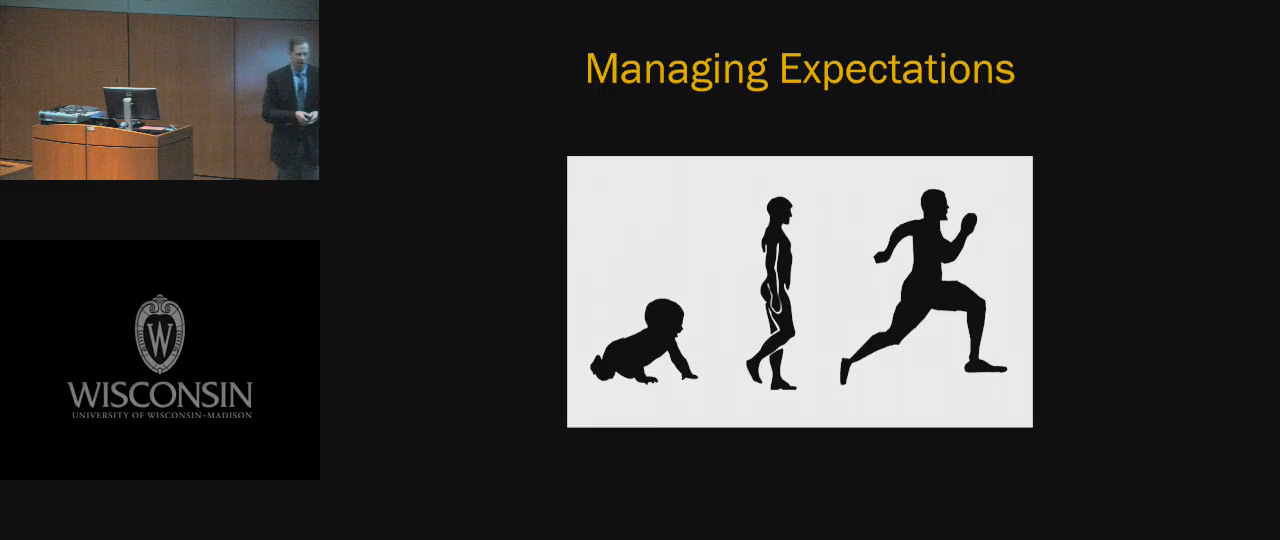 Managing Expectations
W
WISCONSIN
UNIVERSITY OF WISCONSIN–MADISON